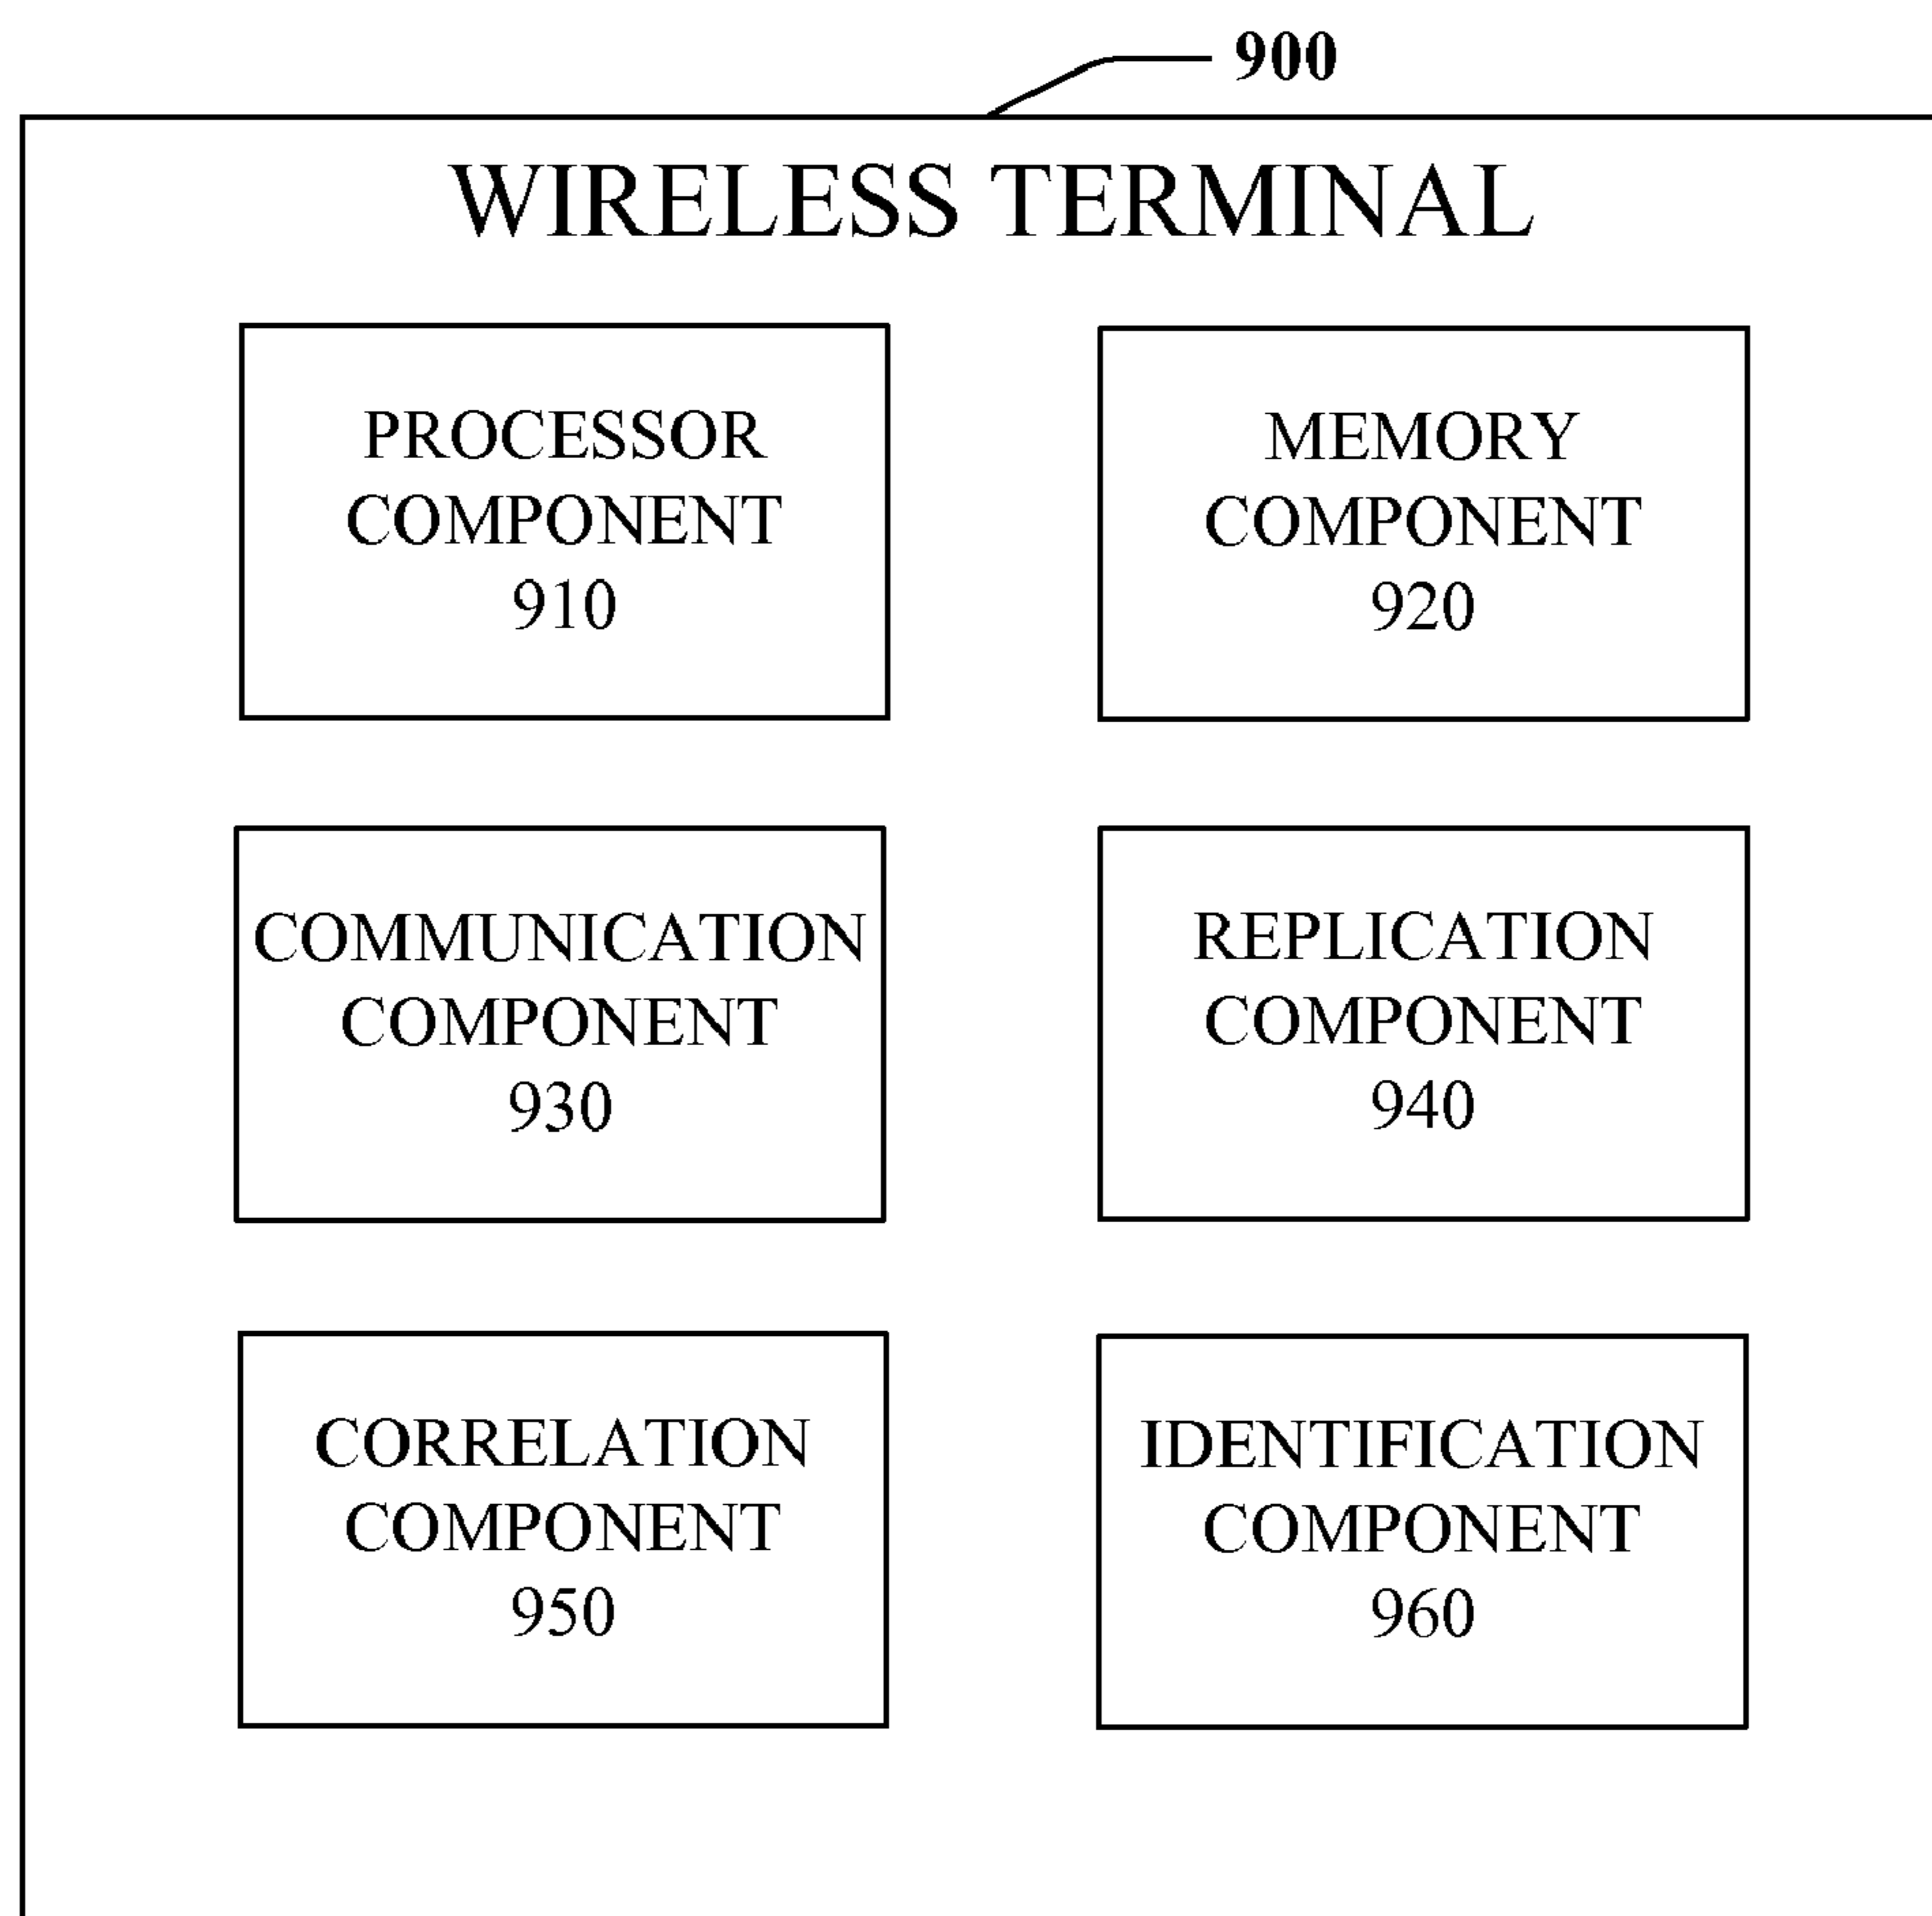 900
WIRELESS TERMINAL
PROCESSOR
COMPONENT
910
MEMORY
COMPONENT
920
COMMUNICATION
COMPONENT
930
REPLICATION
COMPONENT
940
CORRELATION
COMPONENT
950
IDENTIFICATION
COMPONENT
960